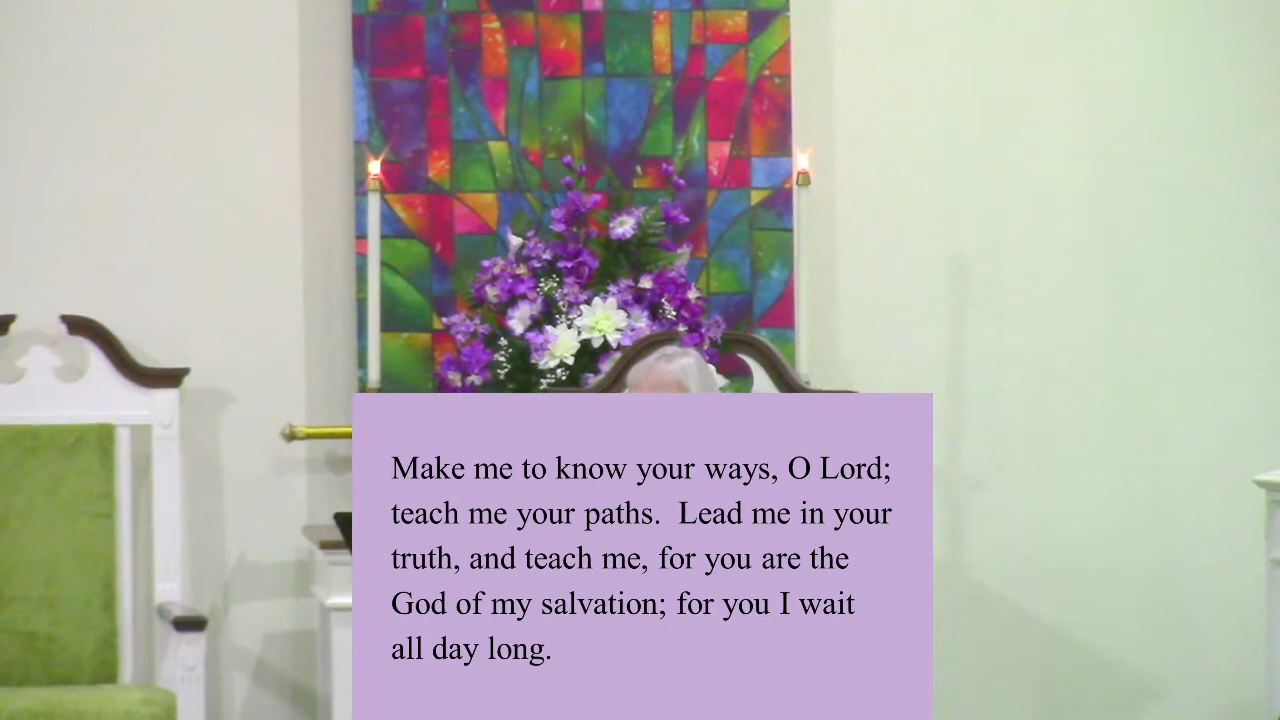 Make me to know your ways, O Lord;
teach me your paths.  Lead me in your
truth, and teach me, for you are the
God of my salvation; for you I wait
all day long.